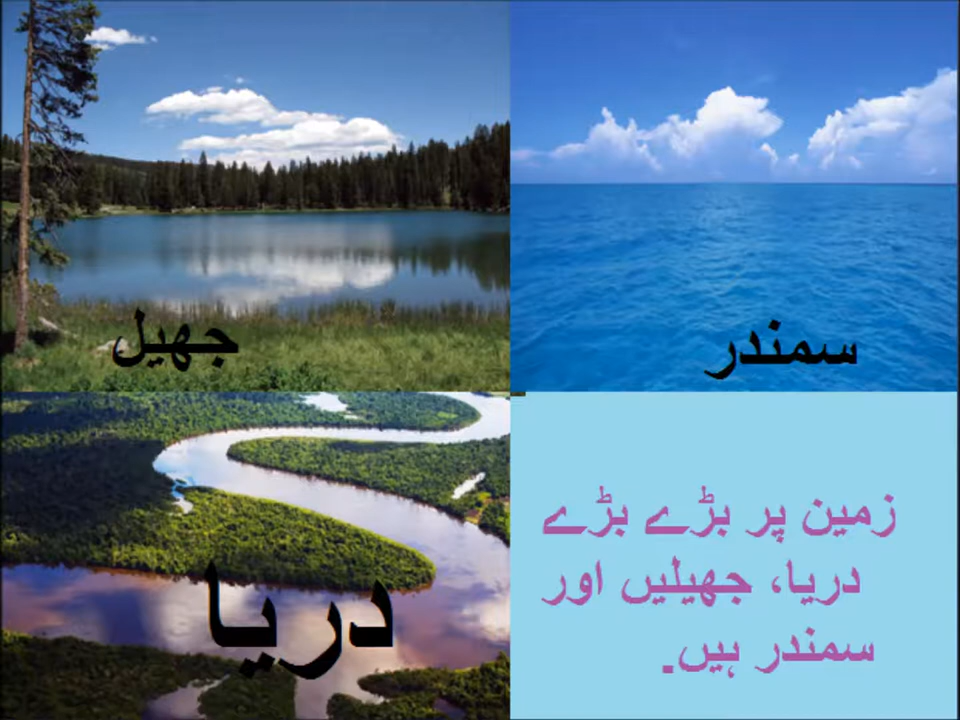 جھیل
سمندر
دریا
زمین پر بڑے بڑے
دریا، جھیلیں اور
سمندر ہیں۔